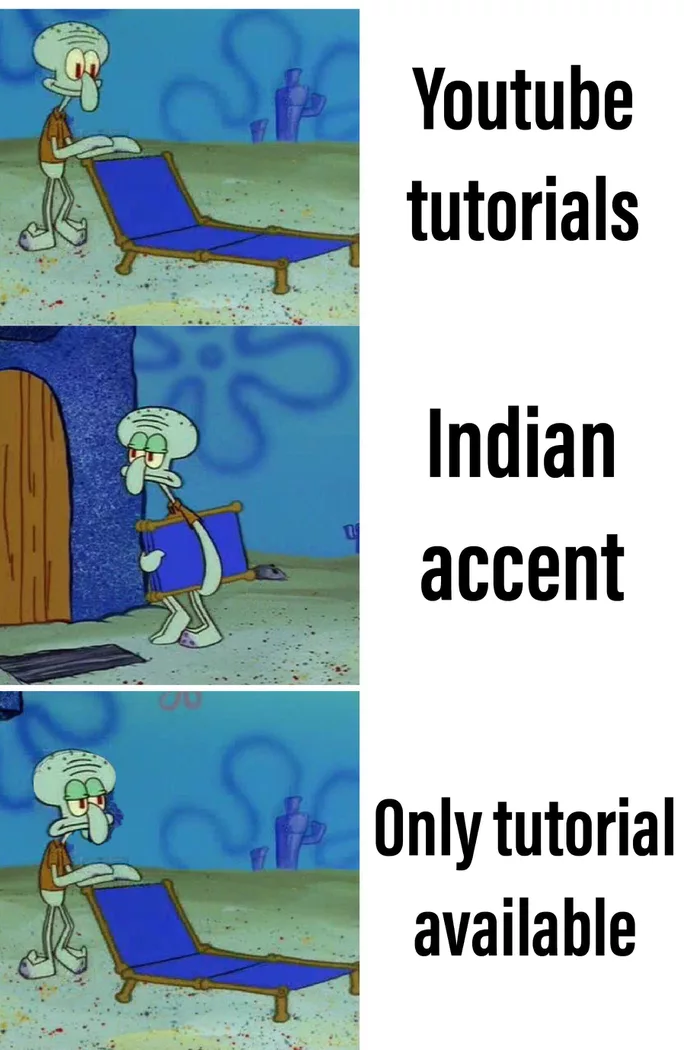 Youtube
tutorials
Indian
accent
Only tutorial
available